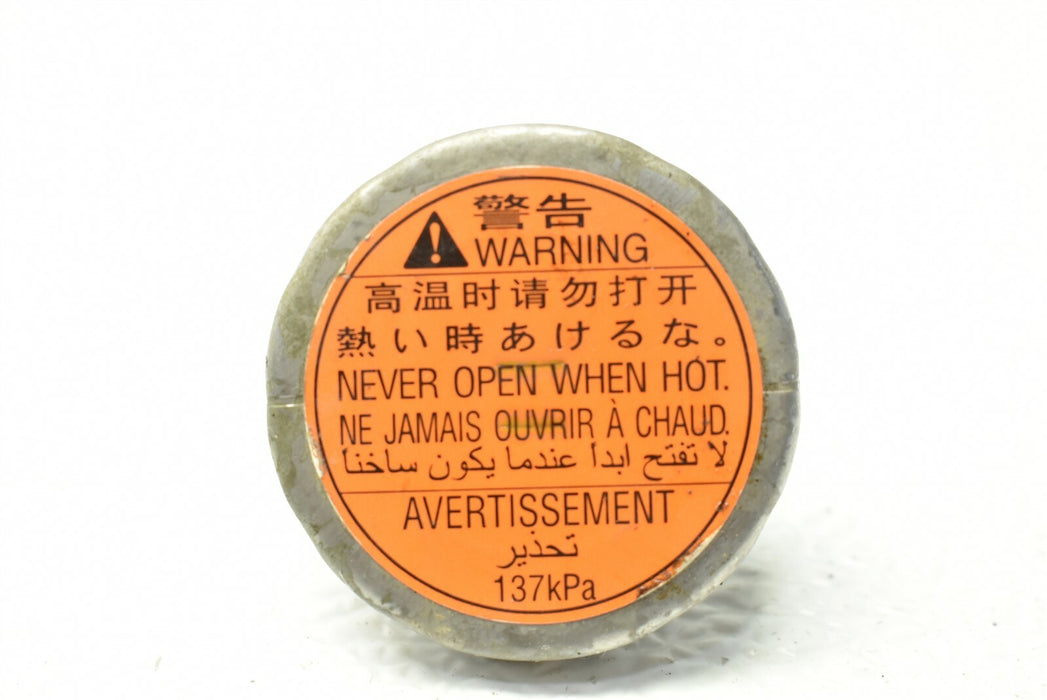 警告
WARNING
高温时请勿打开
熱い時あけるな。
NEVER OPEN WHEN HOT.
NE JAMAIS OUVRIR À CHAUD.
لا تفتح ابدا عندما يكون ساخنا
AVERTISSEMENT
تحذير
137kPa